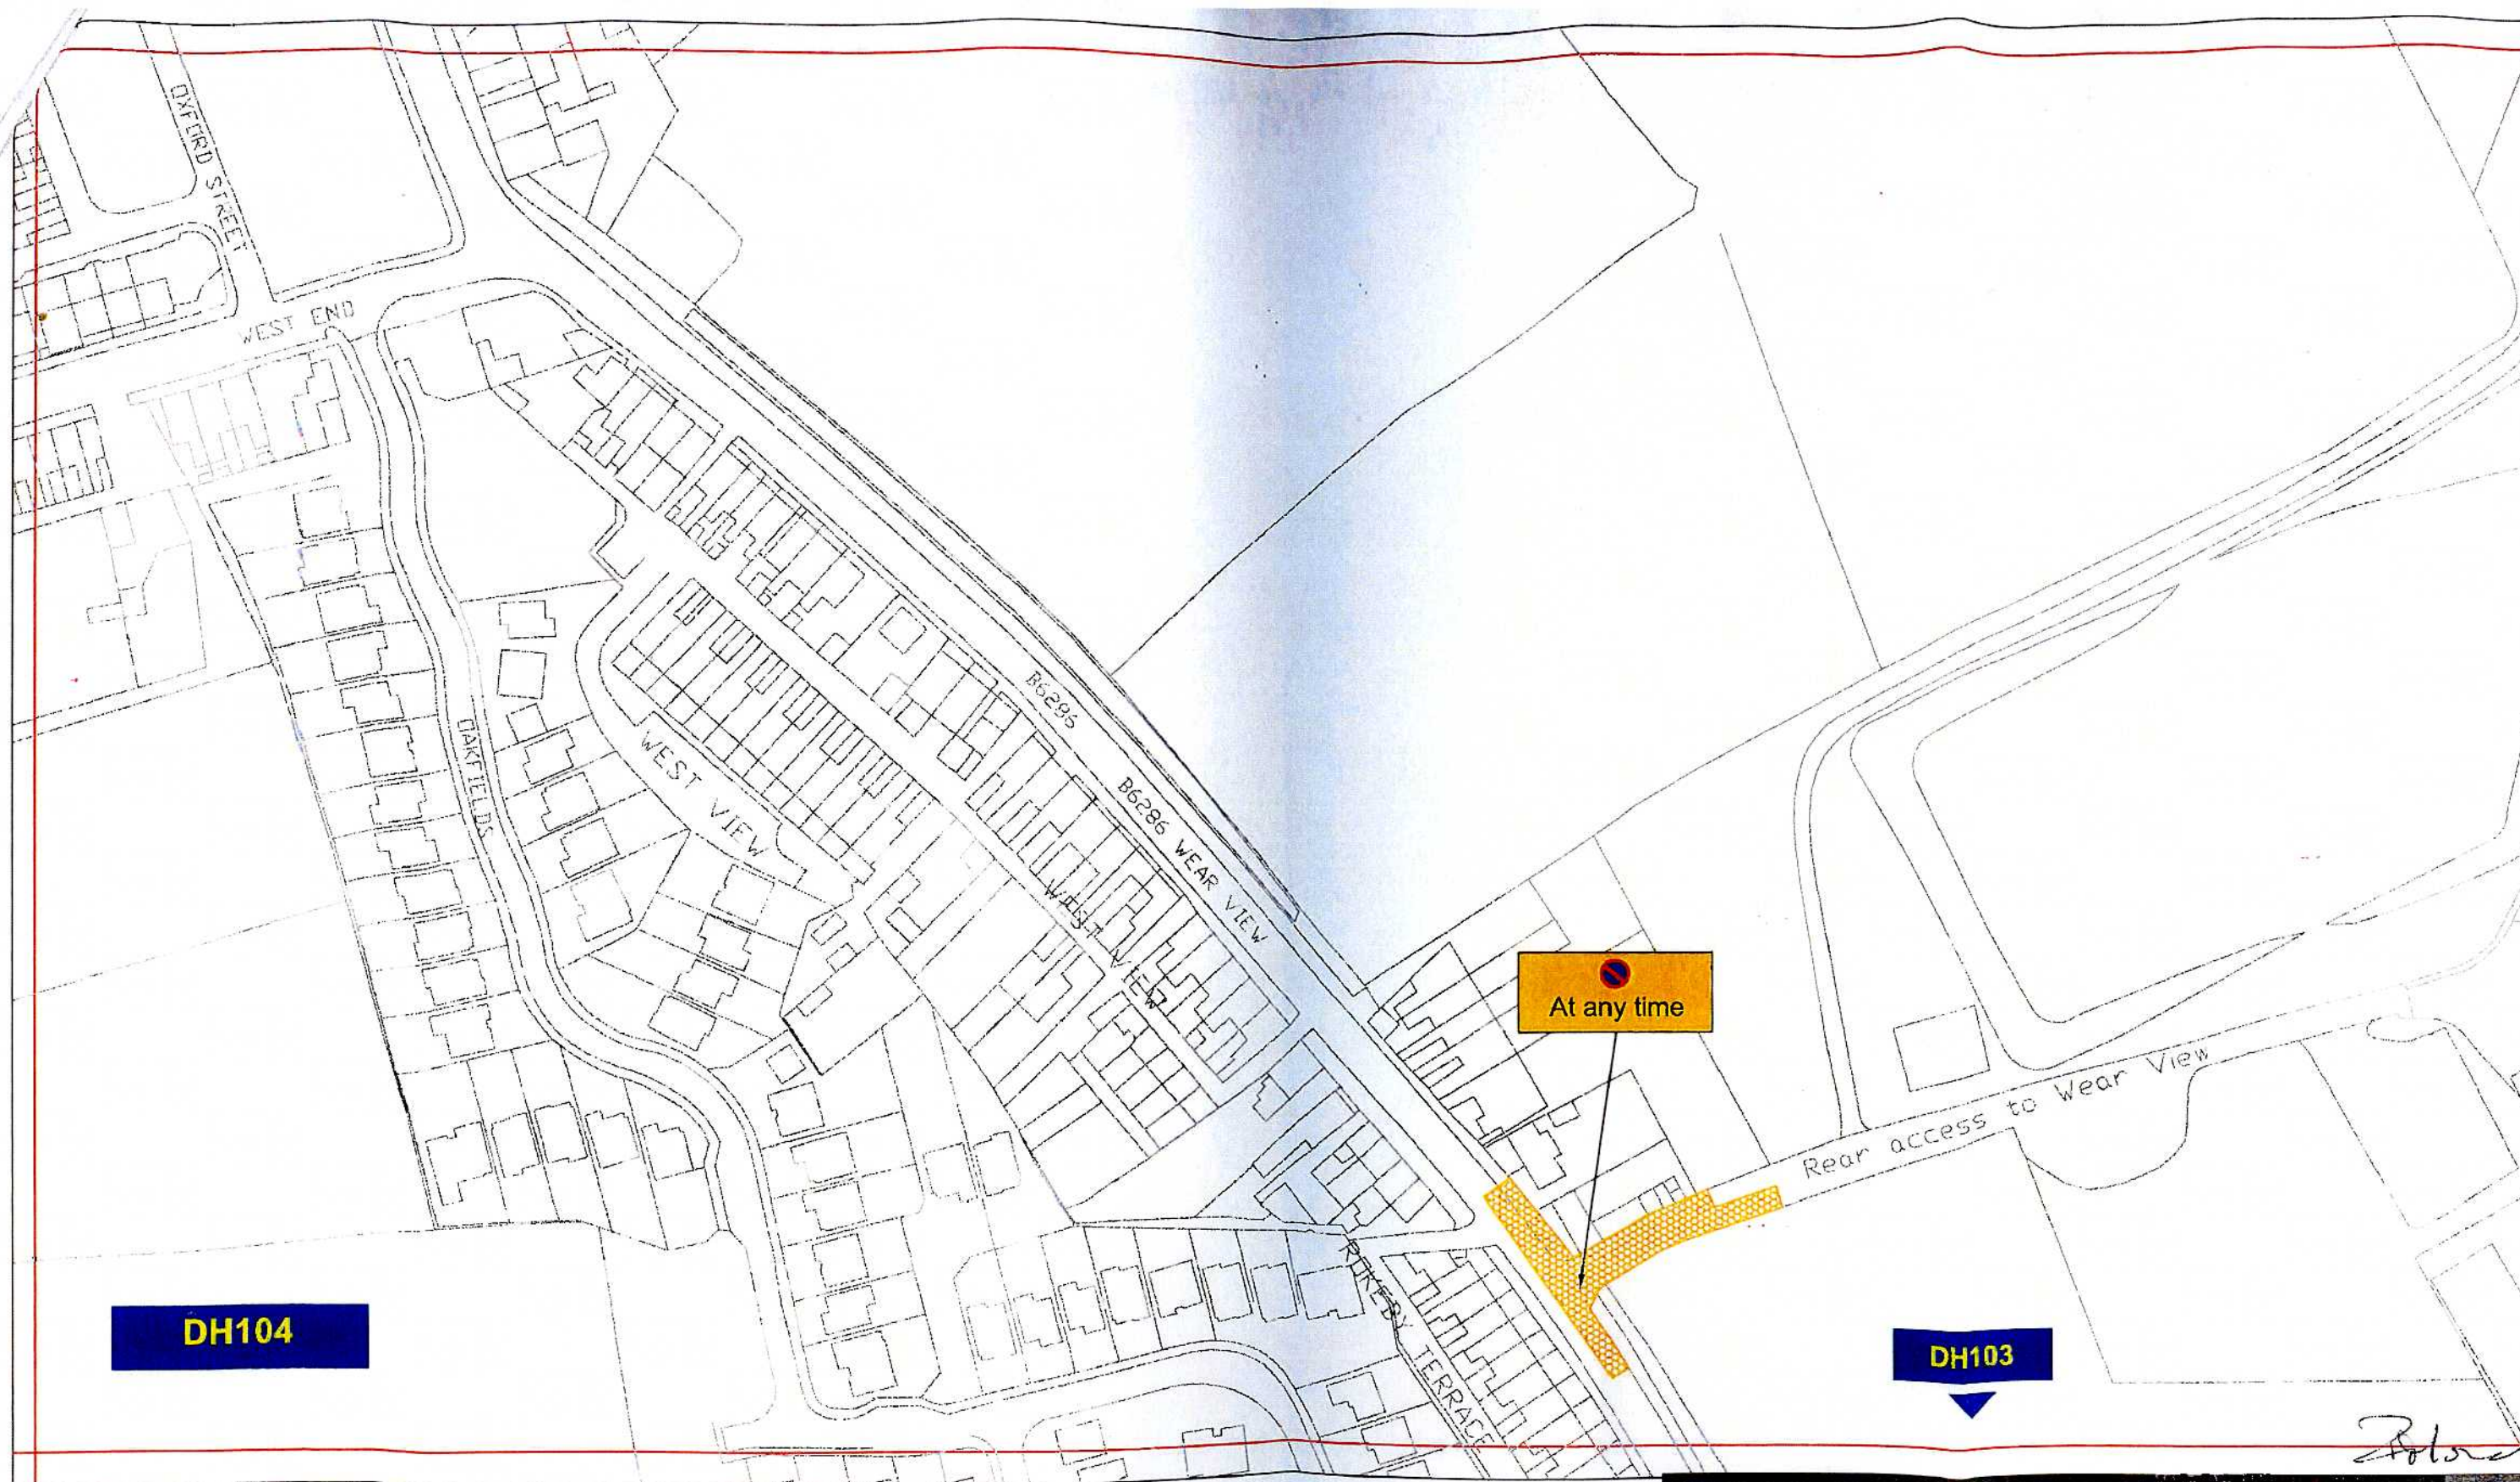 OXFORD STREET
WEST END
OAKFIELDS
WEST VIEW
B6286
B6286 WEAR VIEW
WEST VIEW
At any time
Rear access to Wear View
ROKEBY TERRACE
DH104
DH103